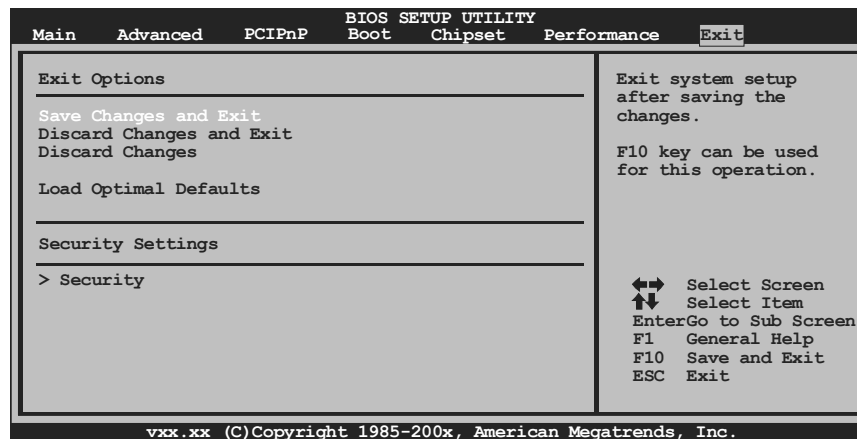 BIOS SETUP UTILITY
Main Advanced PCIPnP Boot Chipset Performance Exit
Exit Options
Save Changes and Exit
Discard Changes and Exit
Discard Changes
Load Optimal Defaults
Security Settings
> Security
Exit system setup
after saving the
changes.
F10 key can be used
for this operation.
Select Screen
Select Item
EnterGo to Sub Screen
F1 General Help
F10 Save and Exit
ESC Exit
vxx.xx (C)Copyright 1985-200x, American Megatrends, Inc.